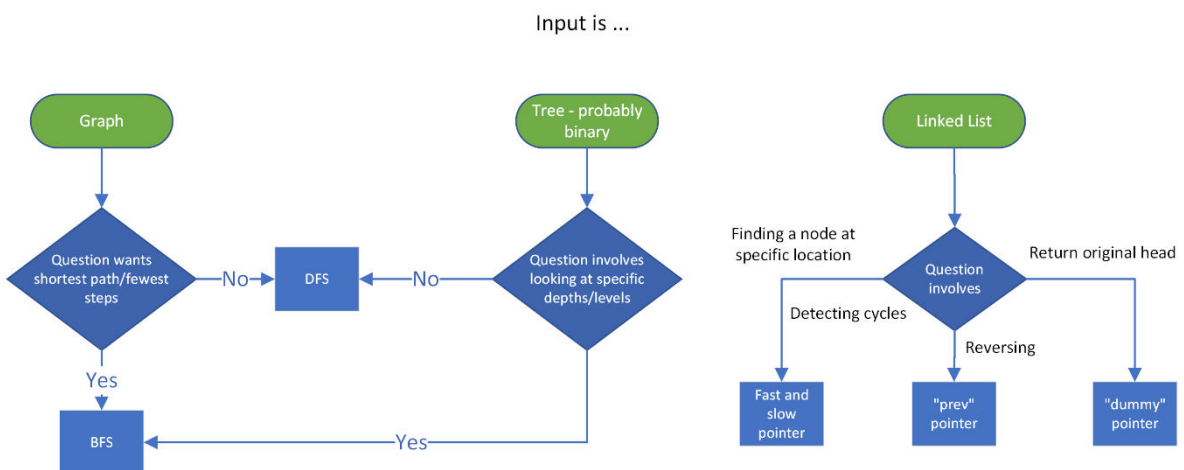 Input is ...
Graph
Tree - probably
binary
Linked List
Question wants
shortest path/fewest
steps
No
DFS
No
Question involves
looking at specific
depths/levels
Yes
BFS
Yes
Finding a node at
specific location
Detecting cycles
Question
involves
Return original head
Reversing
Fast and
slow
pointer
"prev"
pointer
"dummy"
pointer